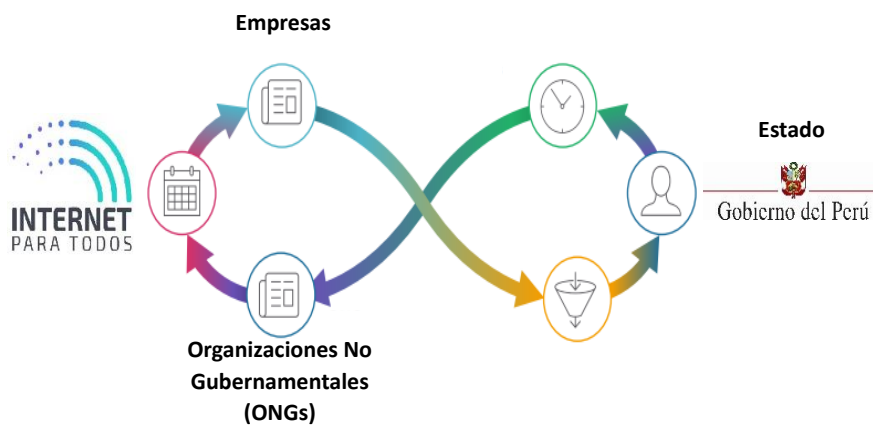 Empresas
Estado
INTERNET
PARA TODOS
Gobierno del Perú
Organizaciones No
Gubernamentales
(ONGs)